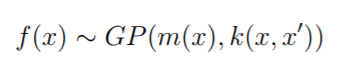 f(x) ∼ GP(m(x), k(x, x′))